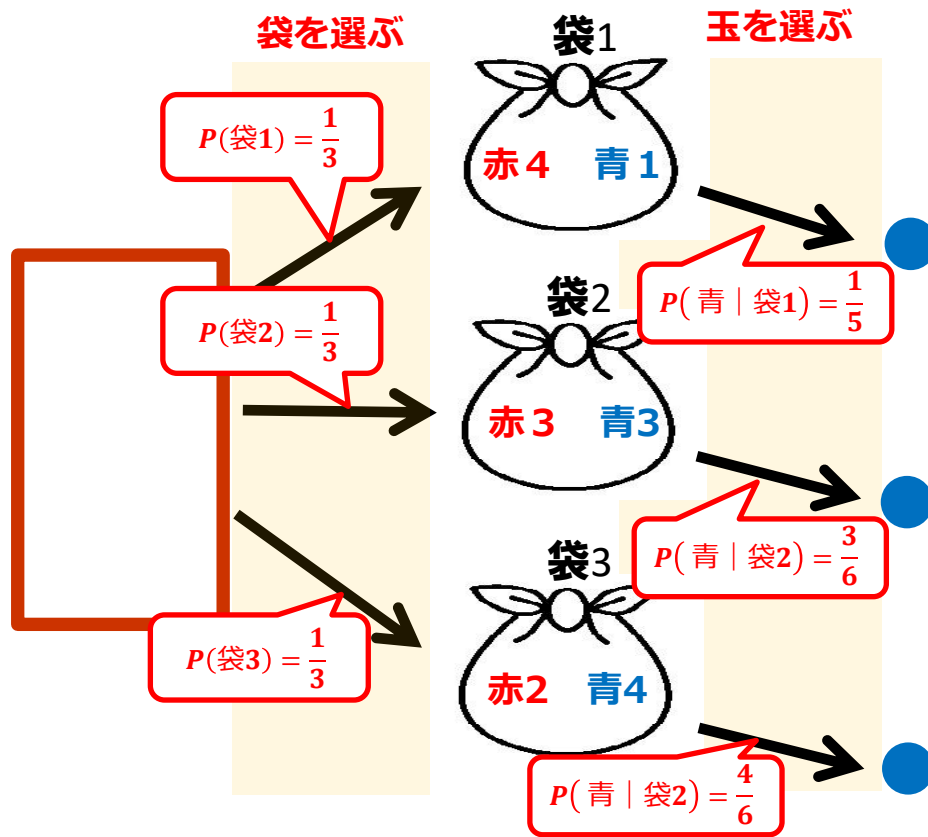 袋を選ぶ
袋1
玉を選ぶ
P(袋1) = 1/3
赤4 青1
P(青|袋1) = 1/5
袋2
P(袋2) = 1/3
赤3 青3
P(青|袋2) = 3/6
袋3
P(袋3) = 1/3
赤2 青4
P(青|袋2) = 4/6